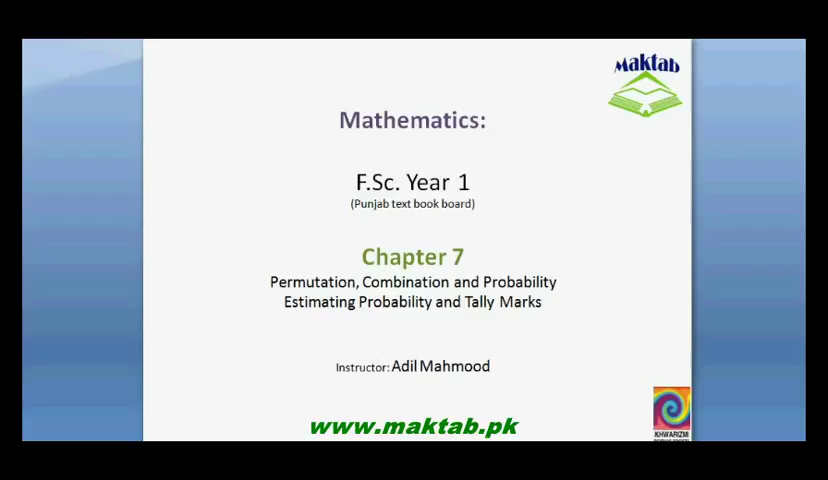 Maktab
Mathematics:
F.Sc. Year 1
(Punjab text book board)
Chapter 7
Permutation, Combination and Probability
Estimating Probability and Tally Marks
Instructor: Adil Mahmood
www.maktab.pk
KHWARIZMI